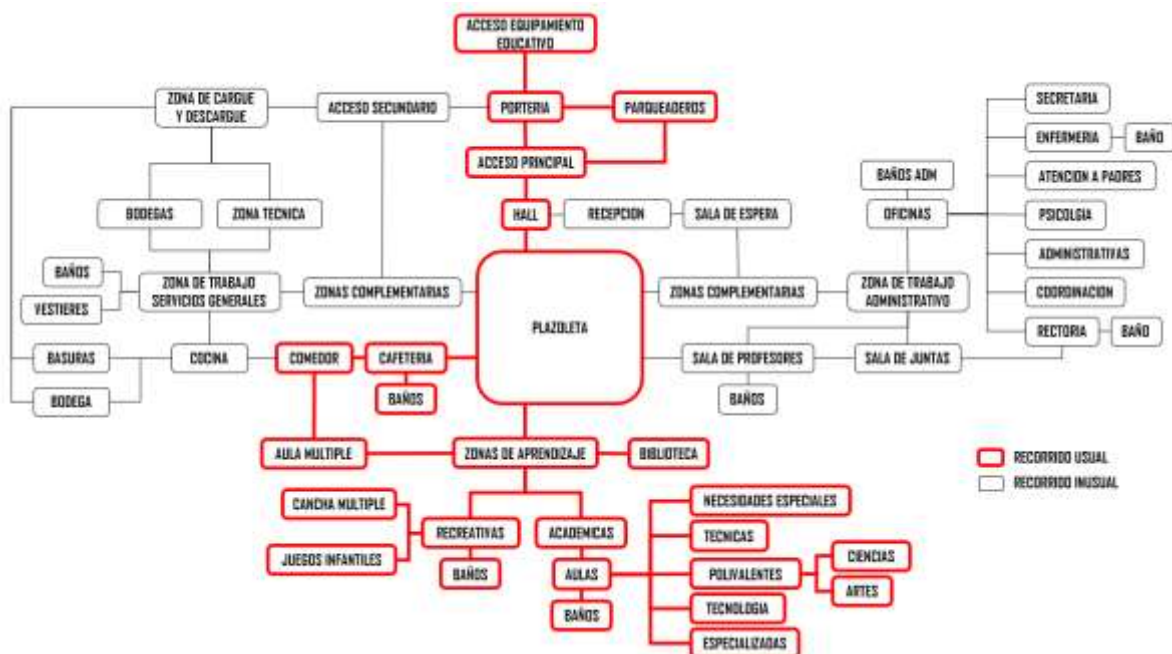 ACCESO EQUIPAMIENTO
EDUCATIVO
ZONA DE CARGUE
Y DESCARGUE
ACCESO SECUNDARIO
PORTERIA
PARQUEADEROS
SECRETARIA
ENFERMERIA
BAÑO
ACCESO PRINCIPAL
BAÑOS ADM
ATENCION A PADRES
BODEGAS
ZONA TECNICA
HALL
RECEPCION
SALA DE ESPERA
OFICINAS
PSICOLGIA
ADMINISTRATIVAS
BAÑOS
VESTIERES
ZONA DE TRABAJO
SERVICIOS GENERALES
ZONAS COMPLEMENTARIAS
PLAZOLETA
ZONAS COMPLEMENTARIAS
ZONA DE TRABAJO
ADMINISTRATIVO
COORDINACION
RECTORIA
BAÑO
BASURAS
COCINA
COMEDOR
CAFETERIA
SALA DE PROFESORES
SALA DE JUNTAS
BODEGA
BAÑOS
BAÑOS
AULA MULTIPLE
ZONAS DE APRENDIZAJE
BIBLIOTECA
RECORRIDO USUAL
RECORRIDO INUSUAL
CANCHA MULTIPLE
JUEGOS INFANTILES
RECREATIVAS
BAÑOS
ACADEMICAS
AULAS
BAÑOS
NECESIDADES ESPECIALES
TECNICAS
POLIVALENTES
CIENCIAS
ARTES
TECNOLOGIA
ESPECIALIZADAS